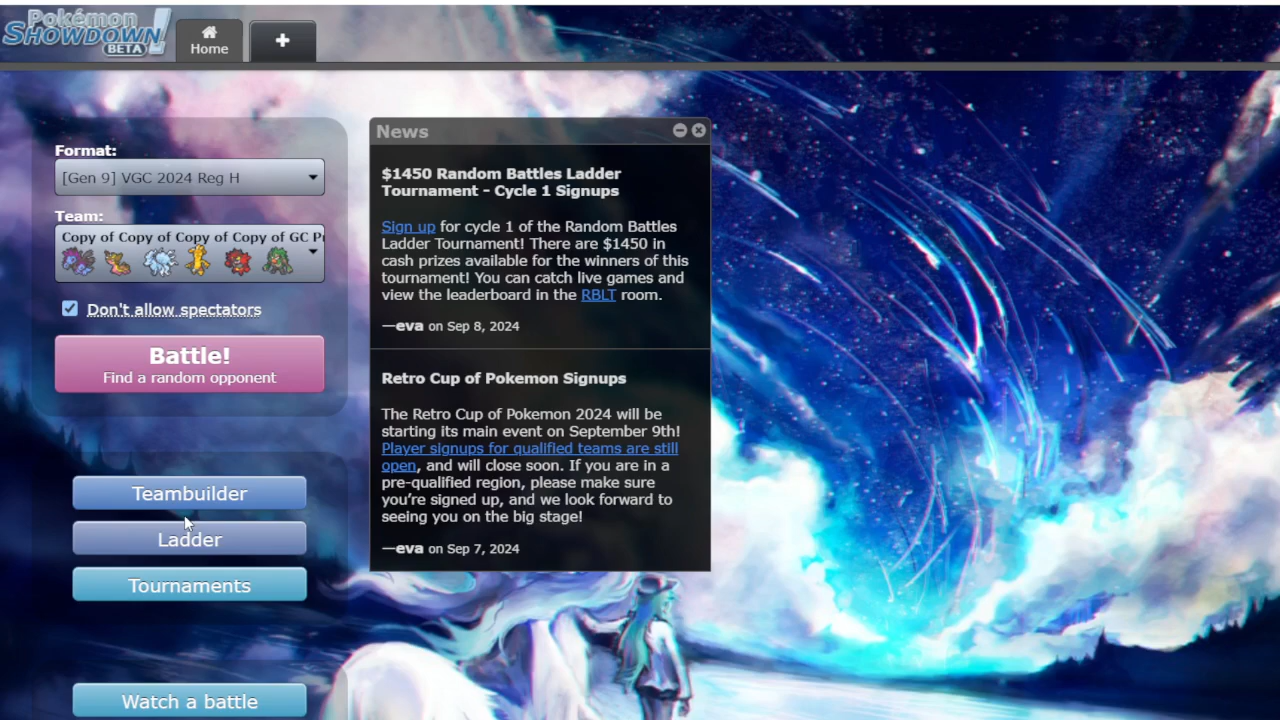 Pokémon
SHOWDOWN!
BETA
Home
Format:
[Gen 9] VGC 2024 Reg H
Team:
Copy of Copy of Copy of Copy of GC P
Don't allow spectators
Battle!
Find a random opponent
Teambuilder
Ladder
Tournaments
Watch a battle
News
$1450 Random Battles Ladder
Tournament - Cycle 1 Signups
Sign up for cycle 1 of the Random Battles
Ladder Tournament! There are $1450 in
cash prizes available for the winners of this
tournament! You can catch live games and
view the leaderboard in the RBLT room.
—eva on Sep 8, 2024
Retro Cup of Pokemon Signups
The Retro Cup of Pokemon 2024 will be
starting its main event on September 9th!
Player signups for qualified teams are still
open, and will close soon. If you are in a
pre-qualified region, please make sure
you’re signed up, and we look forward to
seeing you on the big stage!
—eva on Sep 7, 2024